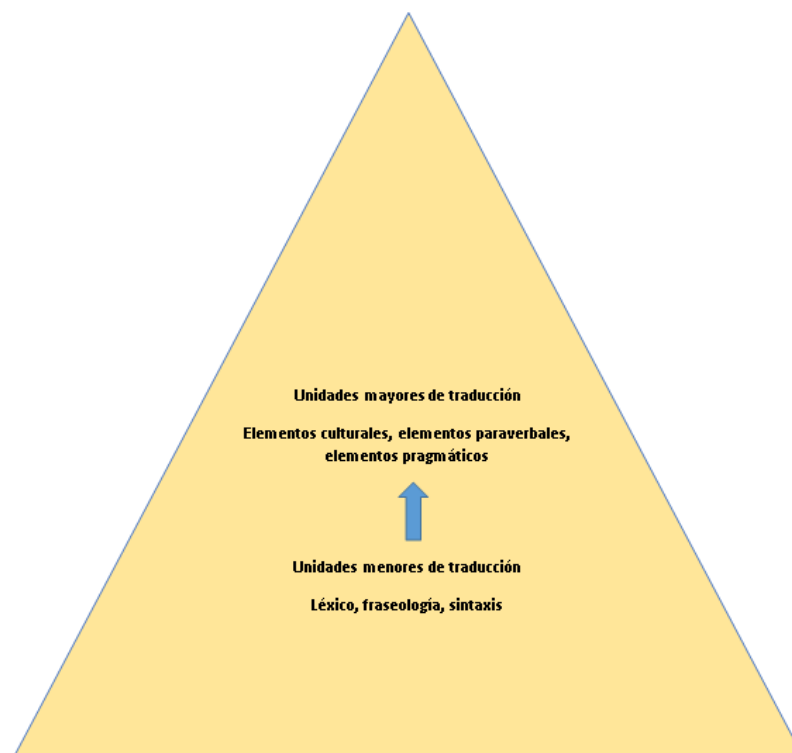 Unidades mayores de traducción
Elementos culturales, elementos paraverbales,
elementos pragmáticos
Unidades menores de traducción
Léxico, fraseología, sintaxis